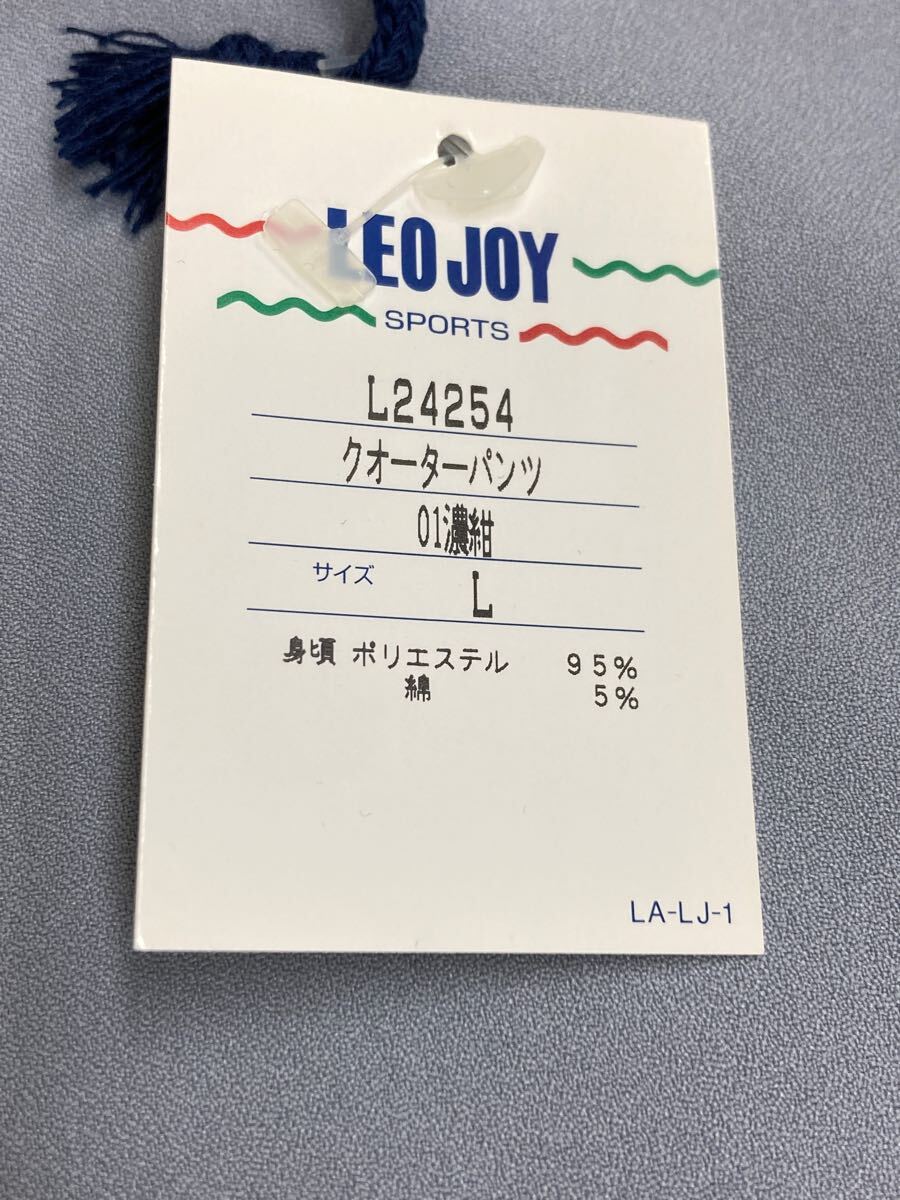 LEO JOY
SPORTS
L24254
クオーターパンツ
01濃紺
サイズ L
身頃 ポリエステル 95%
綿 5%
LA-LJ-1